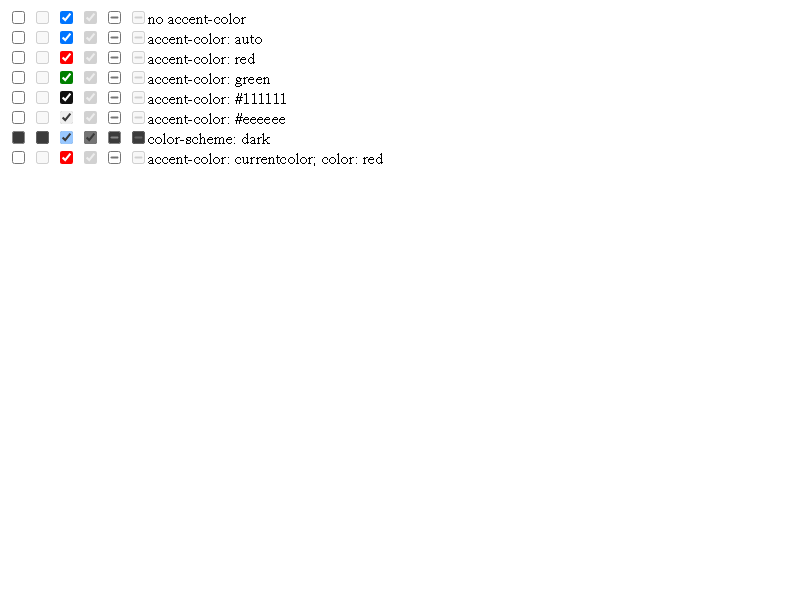 no accent-color
accent-color: auto
accent-color: red
accent-color: green
accent-color: #111111
accent-color: #eeeeee
color-scheme: dark
accent-color: currentcolor; color: red